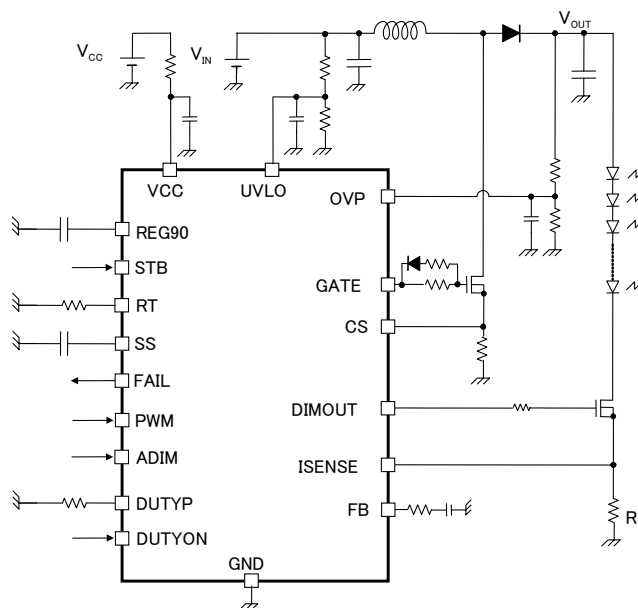 VCC
VIN
VOUT
VCC
UVLO
OVP
REG90
STB
GATE
RT
CS
SS
FAIL
DIMOUT
PWM
ADIM
ISENSE
DUTYP
FB
R
DUTYON
GND